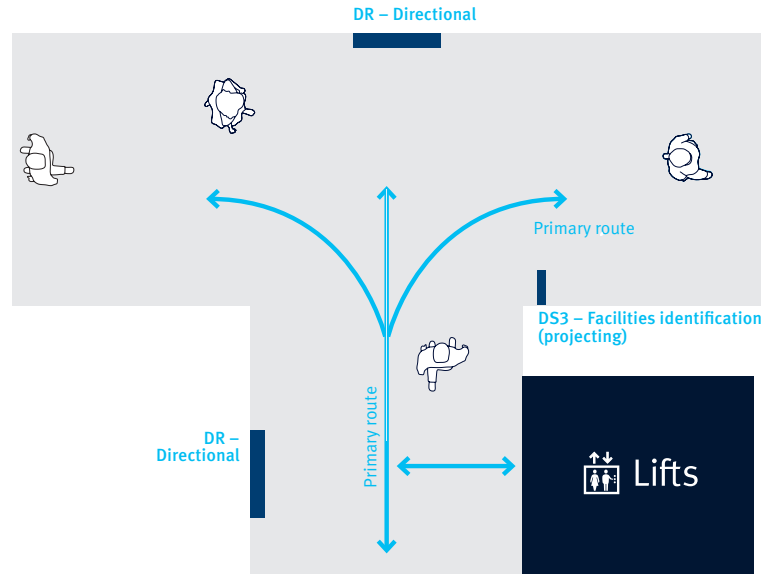 DR – Directional
Primary route
DS3 – Facilities identification
(projecting)
Primary route
DR –
Directional
Lifts